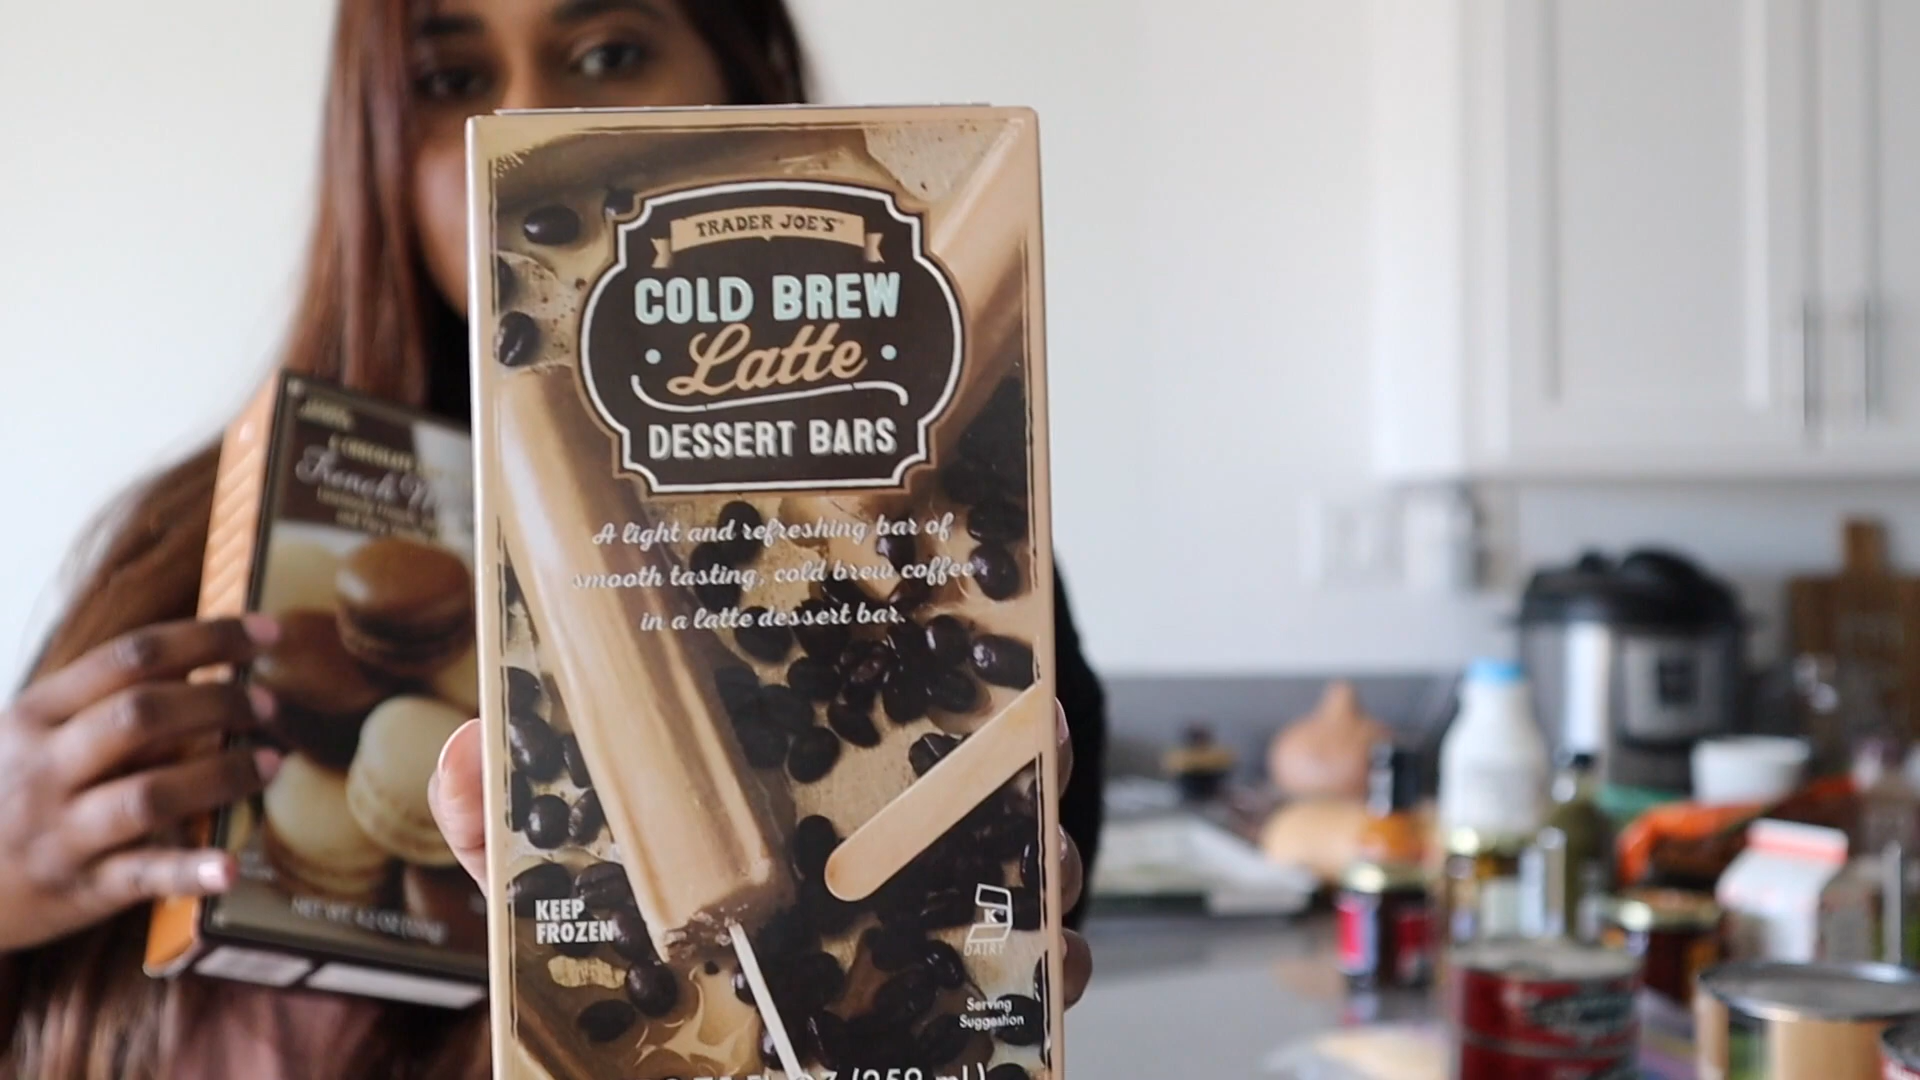 TRADER JOE'S
COLD BREW
Latte
DESSERT BARS
A light and refreshing bar of
smooth tasting, cold brew coffee
in a latte dessert bar.
KEEP
FROZEN
K
DAIRY
Serving
Suggestion
French